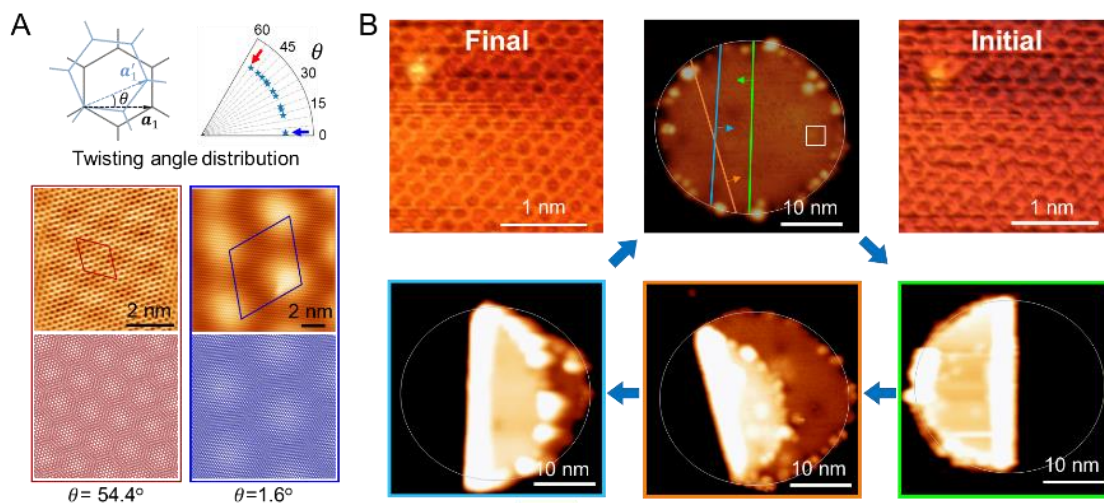 A
a₁′
θ
a₁
60
45
θ
30
15
0
Twisting angle distribution
2 nm
2 nm
θ = 54.4°
θ=1.6°
B
Final
1 nm
10 nm
Initial
1 nm
10 nm
10 nm
10 nm